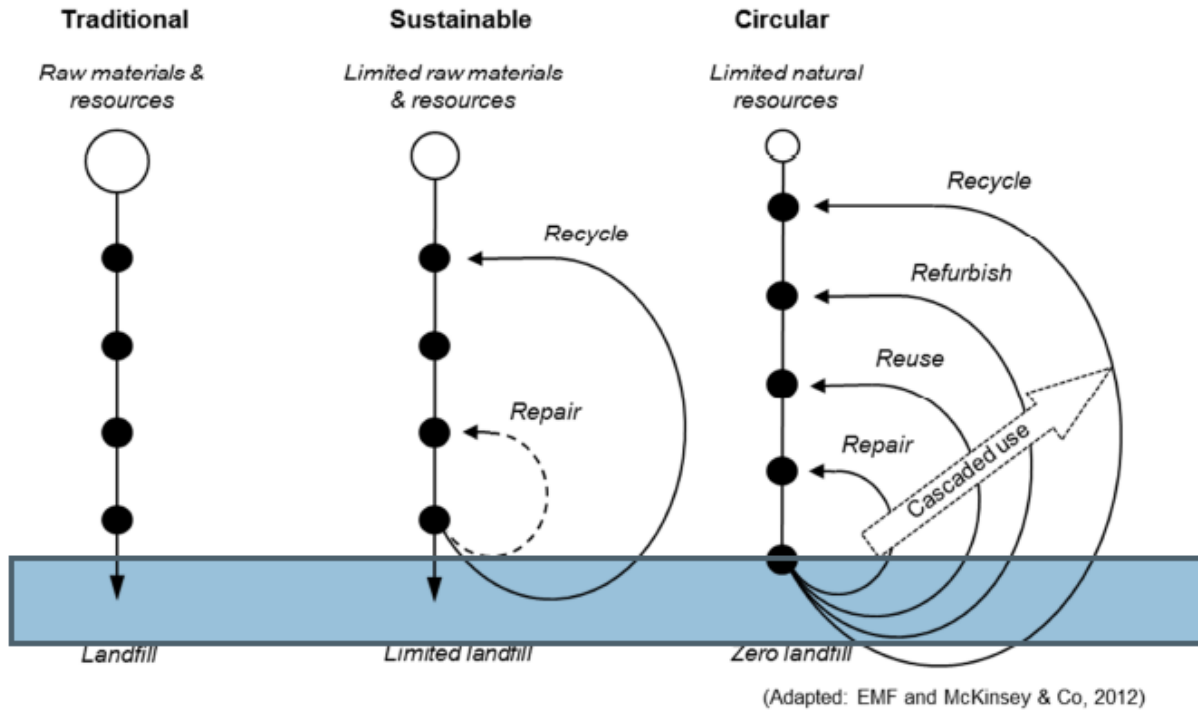 Traditional
Sustainable
Circular
Raw materials &
resources
Limited raw materials
& resources
Limited natural
resources
Recycle
Repair
Recycle
Refurbish
Reuse
Repair
Cascaded use
Landfill
Limited landfill
Zero landfill
(Adapted: EMF and McKinsey & Co, 2012)